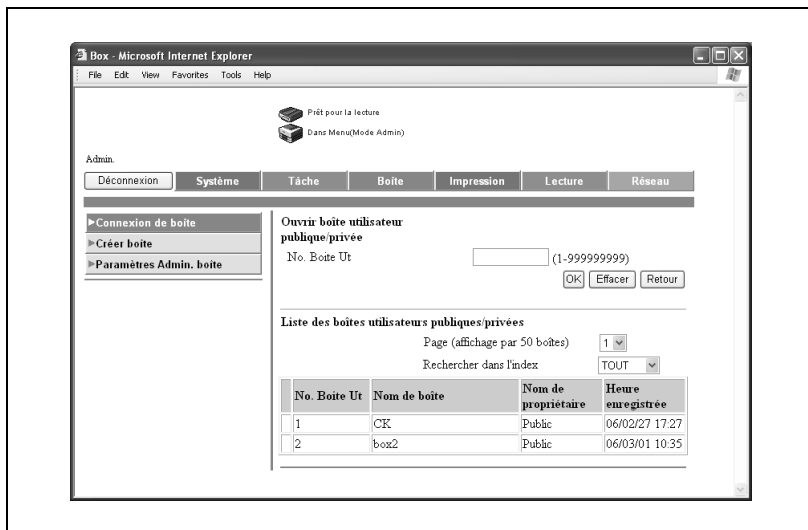 Box - Microsoft Internet Explorer
File Edit View Favorites Tools Help
Prêt pour la lecture
Dans Menu(Mode Admin)
Admin.
Déconnexion Système Tâche Boîte Impression Lecture Réseau
Connexion de boîte
Créer boîte
Paramètres Admin. boîte
Ouvrir boîte utilisateur
publique/privée
No. Boite Ut (1-999999999)
OK Effacer Retour
Liste des boîtes utilisateurs publiques/privées
Page (affichage par 50 boîtes) 1
Rechercher dans l'index TOUT
No. Boite Ut Nom de boîte Nom de propriétaire Heure enregistrée
1 CK Public 06/02/27 17:27
2 box2 Public 06/03/01 10:35